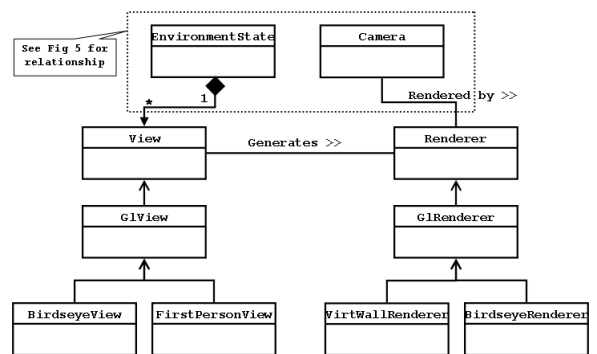 EnvironmentState
Camera
See Fig 5 for
relationship
1
*
Rendered by >>
View
Generates >>
Renderer
GlView
GlRenderer
BirdseyeView
FirstPersonView
VirtWallRenderer
BirdseyeRenderer